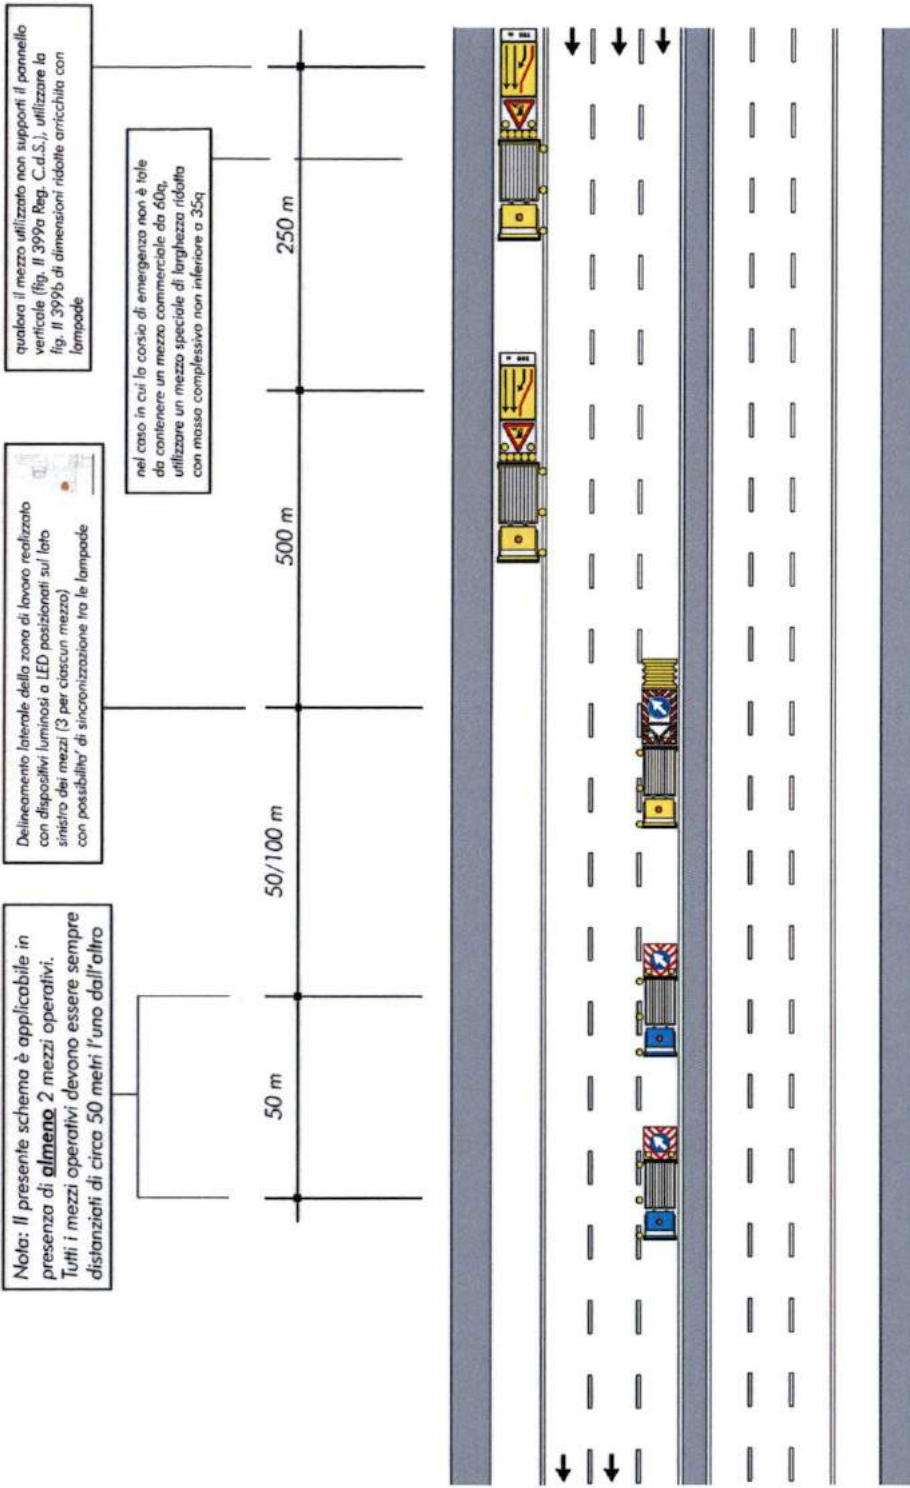 Nota: Il presente schema è applicabile in
presenza di almeno 2 mezzi operativi.
Tutti i mezzi operativi devono essere sempre
distanziati di circa 50 metri l'uno dall'altro
Delineamento laterale della zona di lavoro realizzato
con dispositivi luminosi a LED posizionati sul lato
sinistro dei mezzi (3 per ciascun mezzo)
con possibilita' di sincronizzazione tra le lampade
qualora il mezzo utilizzato non supporti il pannello
verticale (fig. II 399a Reg. C.d.S.), utilizzare la
fig. II 399b di dimensioni ridotte arricchita con
lampade
nel caso in cui la corsia di emergenza non è tale
da contenere un mezzo commerciale da 60q,
utilizzare un mezzo speciale di larghezza ridotta
con massa complessiva non inferiore a 35q
50 m
50/100 m
500 m
250 m